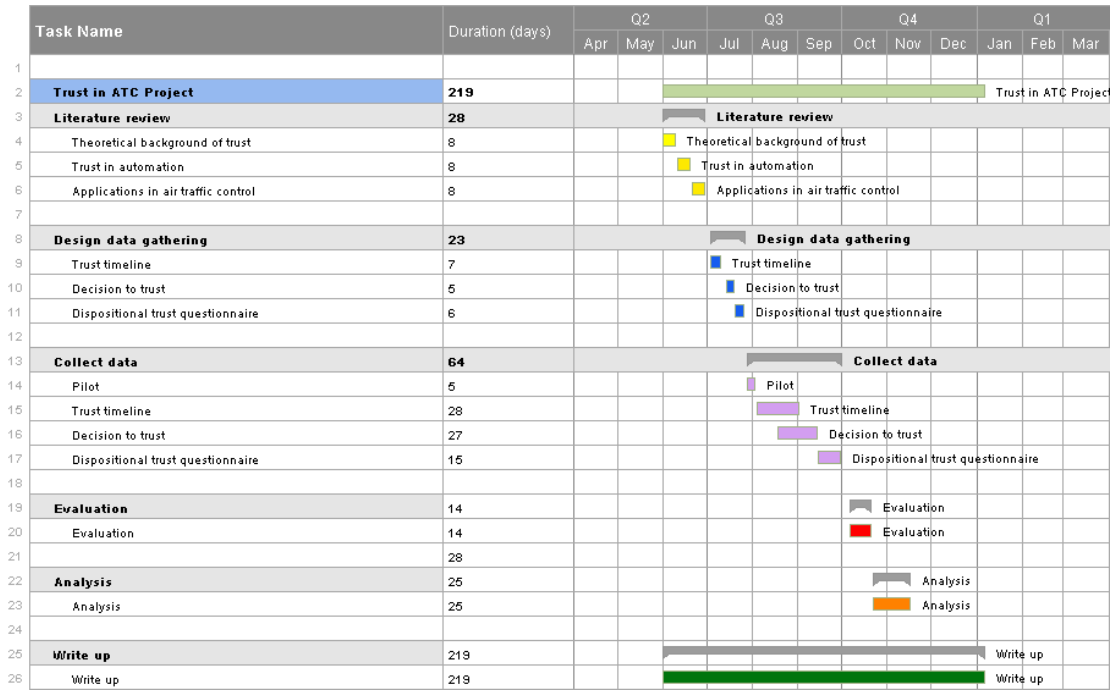 Task Name Duration (days) Q2 Q3 Q4 Q1
Apr May Jun Jul Aug Sep Oct Nov Dec Jan Feb Mar
1
2 Trust in ATC Project 219 Trust in ATC Project
3 Literature review 28 Literature review
4 Theoretical background of trust 8 Theoretical background of trust
5 Trust in automation 8 Trust in automation
6 Applications in air traffic control 8 Applications in air traffic control
7
8 Design data gathering 23 Design data gathering
9 Trust timeline 7 Trust timeline
10 Decision to trust 5 Decision to trust
11 Dispositional trust questionnaire 6 Dispositional trust questionnaire
12
13 Collect data 64 Collect data
14 Pilot 5 Pilot
15 Trust timeline 28 Trust timeline
16 Decision to trust 27 Decision to trust
17 Dispositional trust questionnaire 15 Dispositional trust questionnaire
18
19 Evaluation 14 Evaluation
20 Evaluation 14 Evaluation
21 28
22 Analysis 25 Analysis
23 Analysis 25 Analysis
24
25 Write up 219 Write up
26 Write up 219 Write up